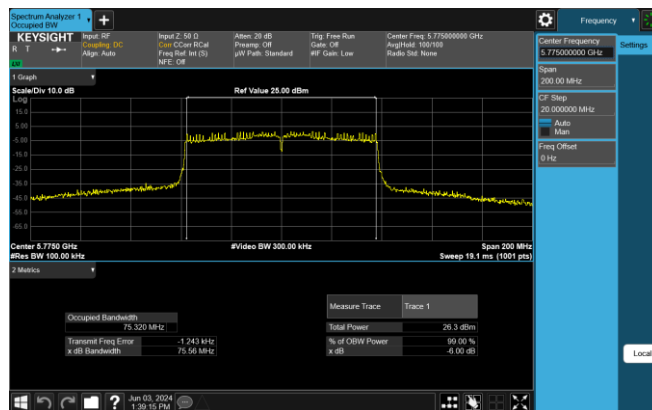 Spectrum Analyzer 1
Occupied BW
Frequency
KEYSIGHT
R T
LXI
Input: RF
Coupling: DC
Align: Auto
Input Z: 50 Ω
Corr CCorr RCal
Freq Ref: Int (S)
NFE: Off
Atten: 20 dB
Preamp: Off
µW Path: Standard
Trig: Free Run
Gate: Off
#IF Gain: Low
Center Freq: 5.775000000 GHz
Avg|Hold: 100/100
Radio Std: None
Center Frequency
5.775000000 GHz
Settings
Span
200.00 MHz
CF Step
20.000000 MHz
Auto
Man
Freq Offset
0 Hz
1 Graph
Scale/Div 10.0 dB
Ref Value 25.00 dBm
Log
15.0
5.00
-5.00
-15.0
-25.0
-35.0
-45.0
-55.0
-65.0
Center 5.7750 GHz
#Video BW 300.00 kHz
Span 200 MHz
#Res BW 100.00 kHz
Sweep 19.1 ms (1001 pts)
2 Metrics
Measure Trace
Trace 1
Occupied Bandwidth
75.320 MHz
Total Power
26.3 dBm
Transmit Freq Error
-1.243 kHz
% of OBW Power
99.00 %
x dB Bandwidth
75.56 MHz
x dB
-6.00 dB
Local
Jun 03, 2024
1:39:15 PM